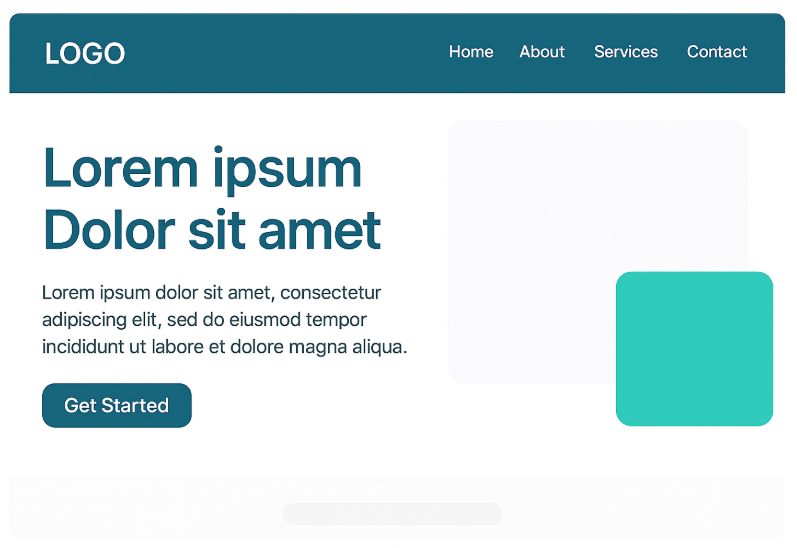 LOGO
Home About Services Contact
Lorem ipsum
Dolor sit amet
Lorem ipsum dolor sit amet, consectetur
adipiscing elit, sed do eiusmod tempor
incididunt ut labore et dolore magna aliqua.
Get Started